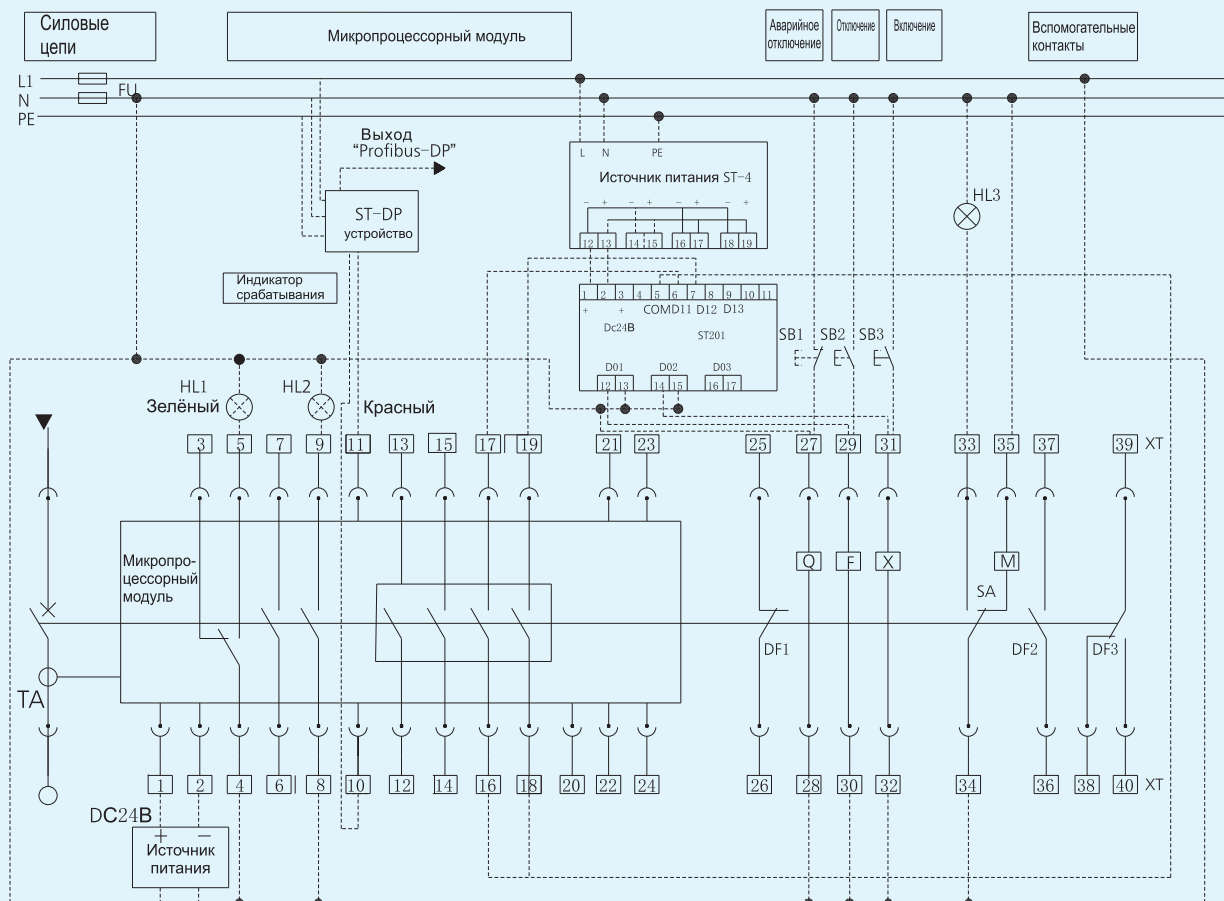 Силовые
цепи
Микропроцессорный модуль
Аварийное
отключение
Отключение
Включение
Вспомогательные
контакты
L1
FU
N
PE
Выход
“Profibus-DP”
L N PE
Источник питания ST-4
- + - + - + - +
12 13 14 15 16 17 18 19
ST-DP
устройство
HL3
Индикатор
срабатывания
1 2 3 4 5 6 7 8 9 10 11
+ + COM D11 D12 D13
Dc24В
ST201
D01 D02 D03
12 13 14 15 16 17
SB1 SB2 SB3
HL1
Зелёный
HL2
Красный
3 5 7 9 11 13 15 17 19 21 23 25 27 29 31 33 35 37 39 XT
Микропро-
цессорный
модуль
Q F X M
SA
DF1 DF2 DF3
TA
1 2 4 6 8 10 12 14 16 18 20 22 24 26 28 30 32 34 36 38 40 XT
DC24В
+ —
Источник
питания